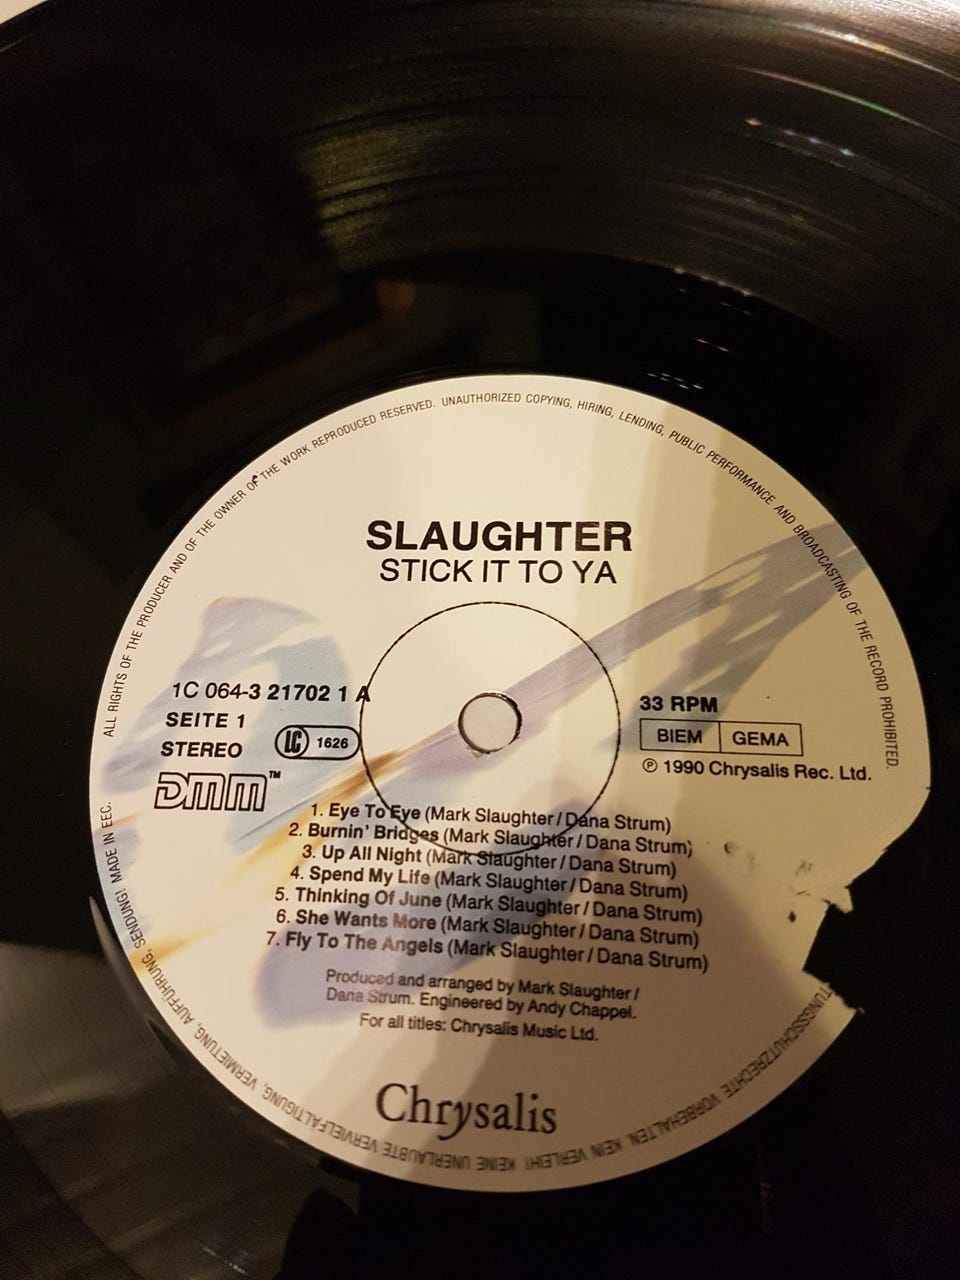 ALL RIGHTS OF THE PRODUCER AND OF THE OWNER OF THE WORK REPRODUCED RESERVED. UNAUTHORIZED COPYING, HIRING, LENDING, PUBLIC PERFORMANCE AND BROADCASTING OF THE RECORD PROHIBITED.
SLAUGHTER
STICK IT TO YA
1C 064-3 21702 1 A
SEITE 1
STEREO
LC 1626
DMM™
33 RPM
BIEM GEMA
℗ 1990 Chrysalis Rec. Ltd.
1. Eye To Eye (Mark Slaughter / Dana Strum)
2. Burnin' Bridges (Mark Slaughter / Dana Strum)
3. Up All Night (Mark Slaughter / Dana Strum)
4. Spend My Life (Mark Slaughter / Dana Strum)
5. Thinking Of June (Mark Slaughter / Dana Strum)
6. She Wants More (Mark Slaughter / Dana Strum)
7. Fly To The Angels (Mark Slaughter / Dana Strum)
Produced and arranged by Mark Slaughter /
Dana Strum. Engineered by Andy Chappel.
For all titles: Chrysalis Music Ltd.
Chrysalis
TUNGSSCHUTZRECHTE VORBEHALTEN. KEIN VERLEIH! KEINE UNERLAUBTE VERVIELFÄLTIGUNG, VERMIETUNG, AUFFÜHRUNG, SENDUNG! MADE IN EEC.